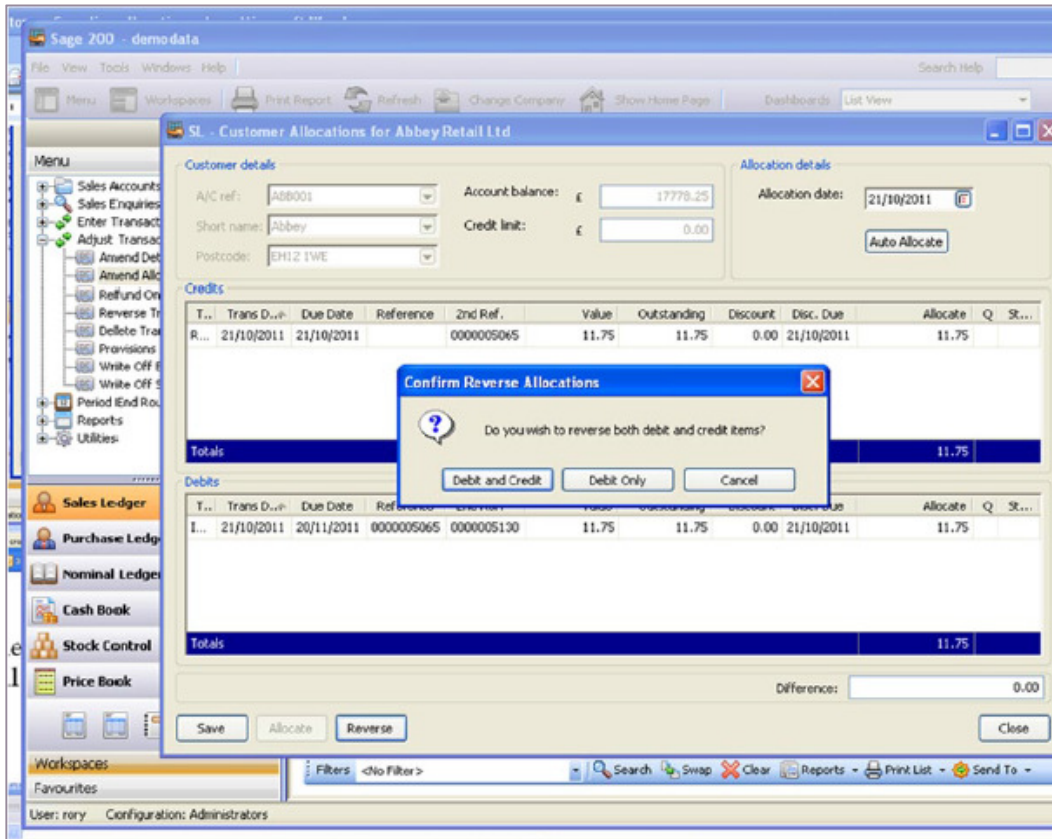 Sage 200 - demodata
File View Tools Windows Help Search Help
Menu Workspaces Print Report Refresh Change Company Show Home Page Dashboards List View
SL - Customer Allocations for Abbey Retail Ltd
Menu
Sales Accounts
Sales Enquiries
Enter Transact
Adjust Transac
Amend Det
Amend Allo
Reffund On
Reverse Tr
Dellete Tra
Provisions
Write Off
Write Off S
Period IEnd Rou
Reports
Utilities
Customer details
A/C ref: ABB001
Short name: Abbey
Postcode: EH12 1WE
Account balance: £ 17778.25
Credit limit: £ 0.00
Allocation details
Allocation date: 21/10/2011
Auto Allocate
Credits
T... Trans D... Due Date Reference 2nd Ref. Value Outstanding Discount Disc. Due Allocate Q St...
R... 21/10/2011 21/10/2011 0000005065 11.75 11.75 0.00 21/10/2011 11.75
Totals 11.75
Confirm Reverse Allocations
Do you wish to reverse both debit and credit items?
Debit and Credit Debit Only Cancel
Debits
T... Trans D... Due Date Allocate Q St...
I... 21/10/2011 20/11/2011 0000005065 0000005130 11.75 11.75 0.00 21/10/2011 11.75
Totals 11.75
Difference: 0.00
Save Allocate Reverse Close
Sales Ledger
Purchase Ledg
Nominal Ledge
Cash Book
Stock Control
Price Book
Workspaces
Favourites
Filters <No Filter> Search Swap Clear Reports Print List Send To
User: rory Configuration: Administrators